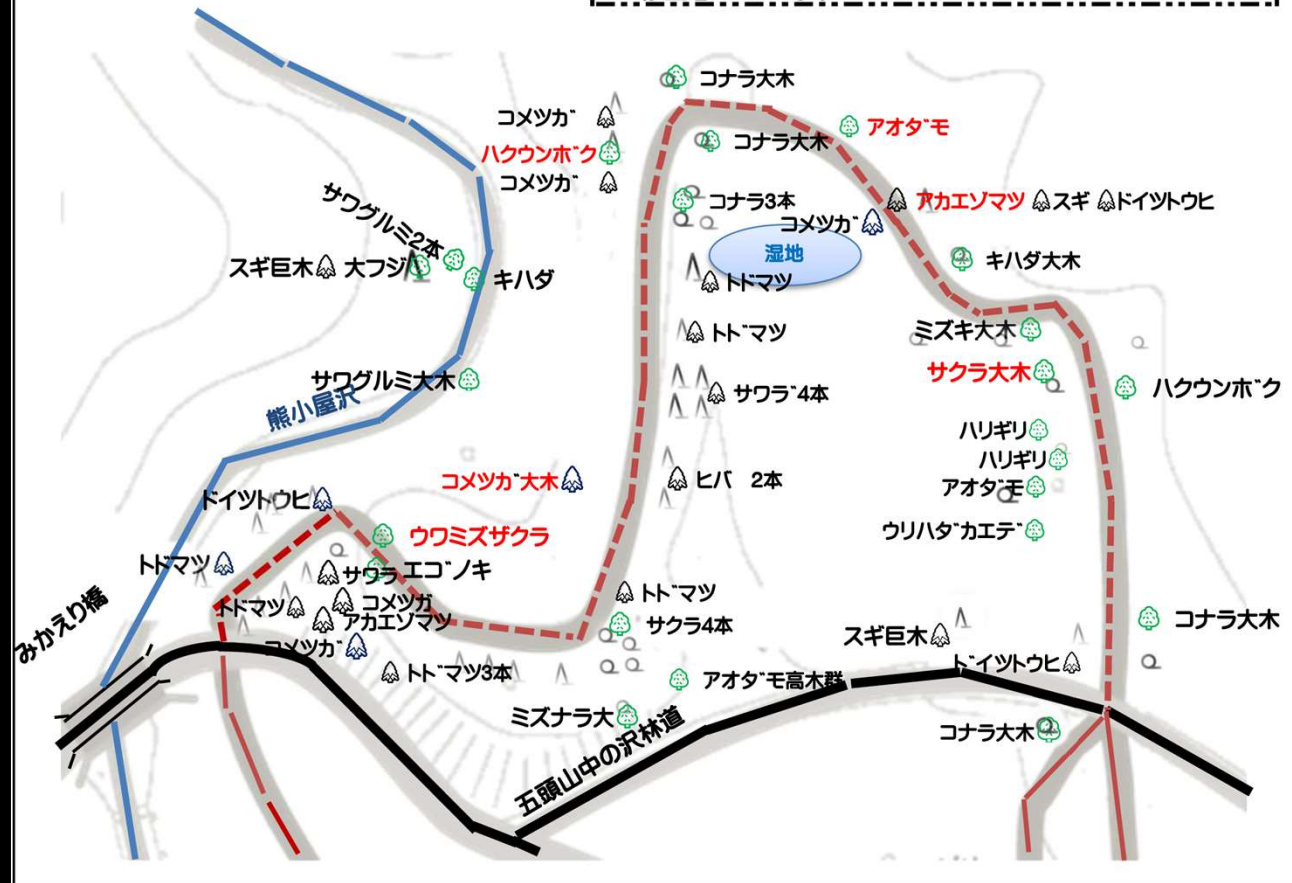 コナラ大木
コメツガ
アオダモ
ハクウンボク
コナラ大木
コメツガ
サワグルミ2本
コナラ3本
アカエゾマツ
スギ
ドイツトウヒ
コメツガ
湿地
スギ巨木
大フジ
キハダ
キハダ大木
トドマツ
トドマツ
ミズキ大木
サワグルミ大木
サクラ大木
ハクウンボク
サワラ4本
熊小屋沢
ハリギリ
ハリギリ
コメツガ大木
ヒバ 2本
アオダモ
ドイツトウヒ
ウワミズザクラ
ウリハダカエデ
トドマツ
サワラ
エゴノキ
トドマツ
コメツガ
トドマツ
アカエゾマツ
サクラ4本
コナラ大木
みかえり橋
コメツガ
スギ巨木
ドイツトウヒ
トドマツ3本
アオダモ高木群
ミズナラ大
コナラ大木
五頭山中の沢林道